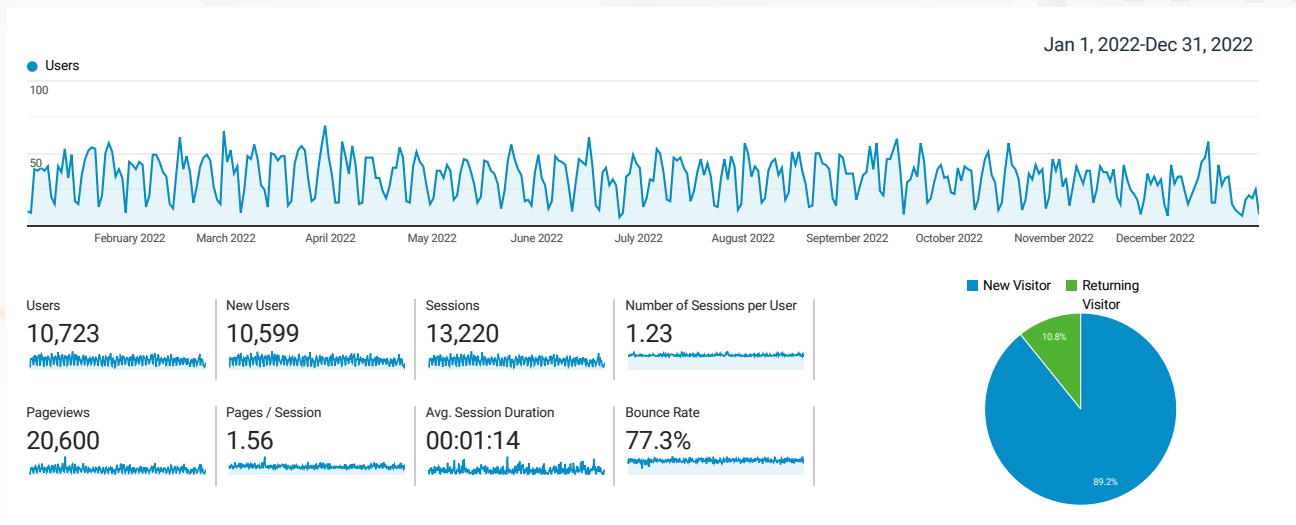 Jan 1, 2022-Dec 31, 2022
Users
100
50
February 2022 March 2022 April 2022 May 2022 June 2022 July 2022 August 2022 September 2022 October 2022 November 2022 December 2022
New Visitor Returning Visitor
Users New Users Sessions Number of Sessions per User
10,723 10,599 13,220 1.23
Pageviews Pages / Session Avg. Session Duration Bounce Rate
20,600 1.56 00:01:14 77.3%
10.8%
89.2%